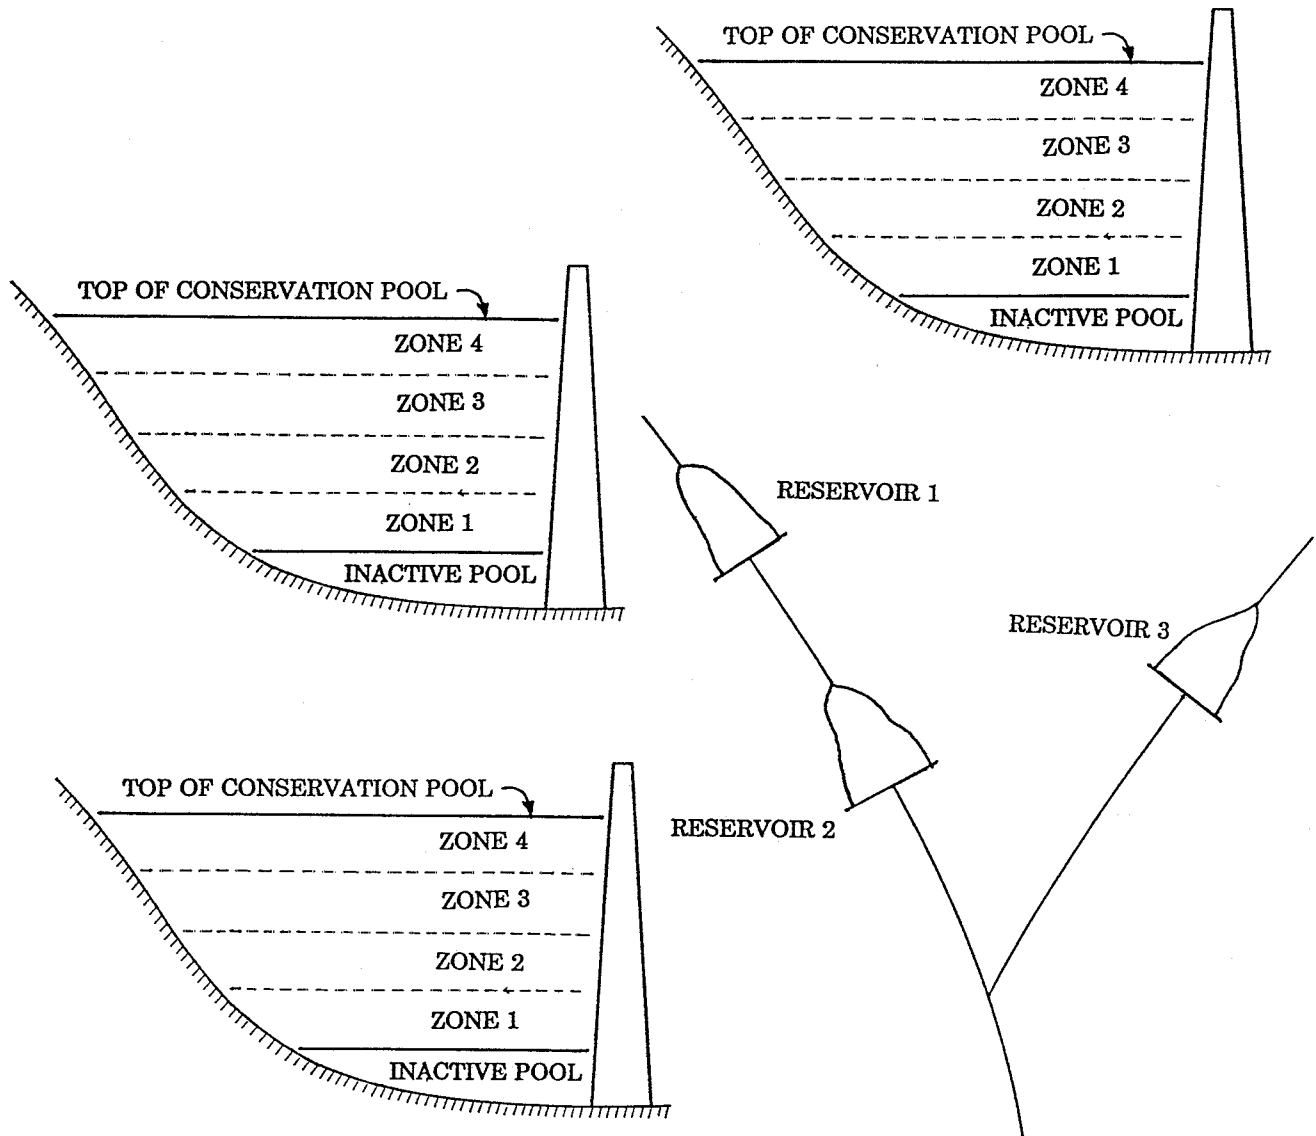 TOP OF CONSERVATION POOL
ZONE 4
ZONE 3
ZONE 2
ZONE 1
INACTIVE POOL
TOP OF CONSERVATION POOL
ZONE 4
ZONE 3
ZONE 2
ZONE 1
INACTIVE POOL
RESERVOIR 1
RESERVOIR 3
RESERVOIR 2
TOP OF CONSERVATION POOL
ZONE 4
ZONE 3
ZONE 2
ZONE 1
INACTIVE POOL